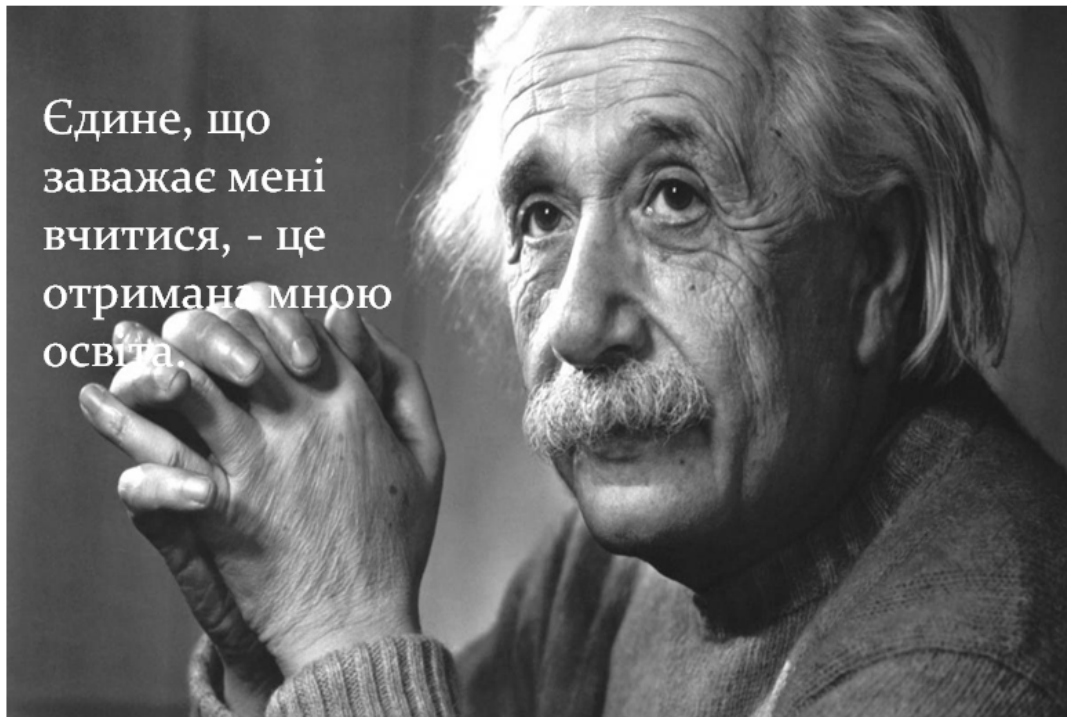 Єдине, що
заважає мені
вчитися, - це
отримана мною
освіта.